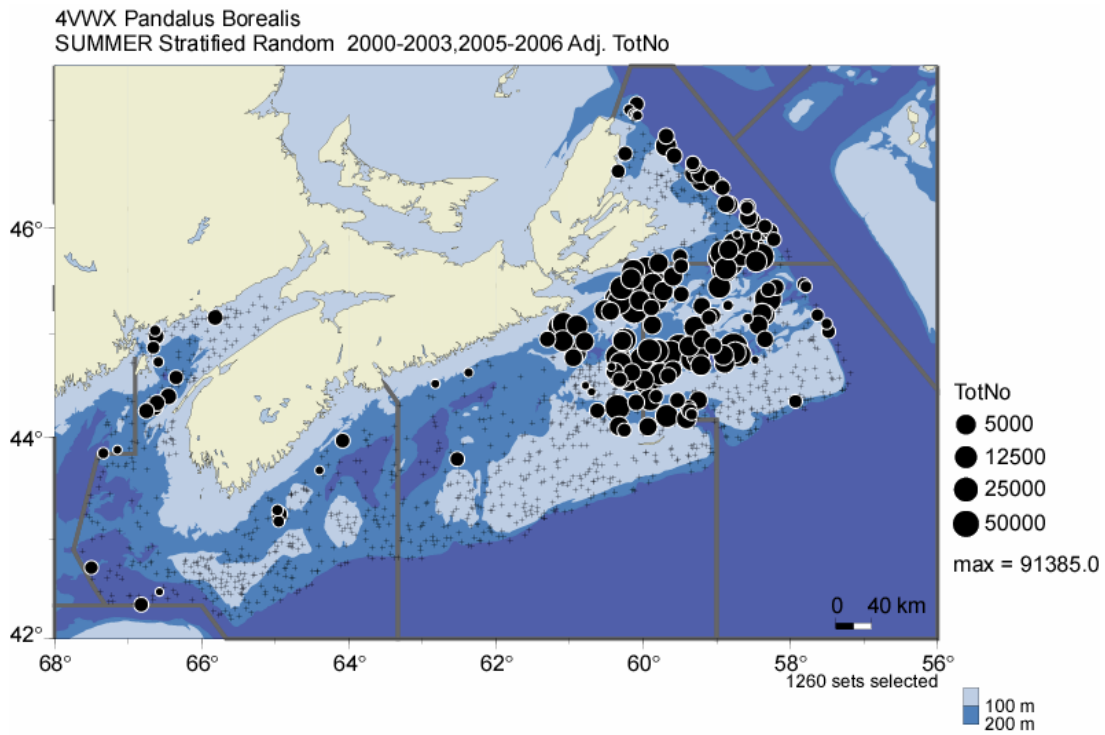 4VWX Pandalus Borealis
SUMMER Stratified Random  2000-2003,2005-2006 Adj. TotNo
46°
44°
42°
TotNo
5000
12500
25000
50000
max = 91385.0
0 40 km
68° 66° 64° 62° 60° 58° 56°
1260 sets selected
100 m
200 m